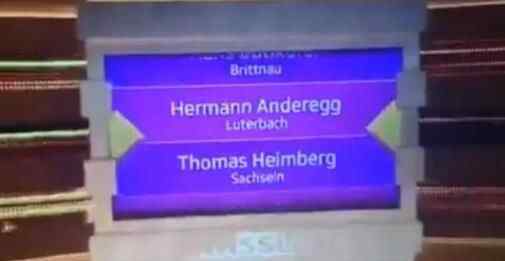 Brittnau
Hermann Anderegg
Luterbach
Thomas Heimberg
Sachseln